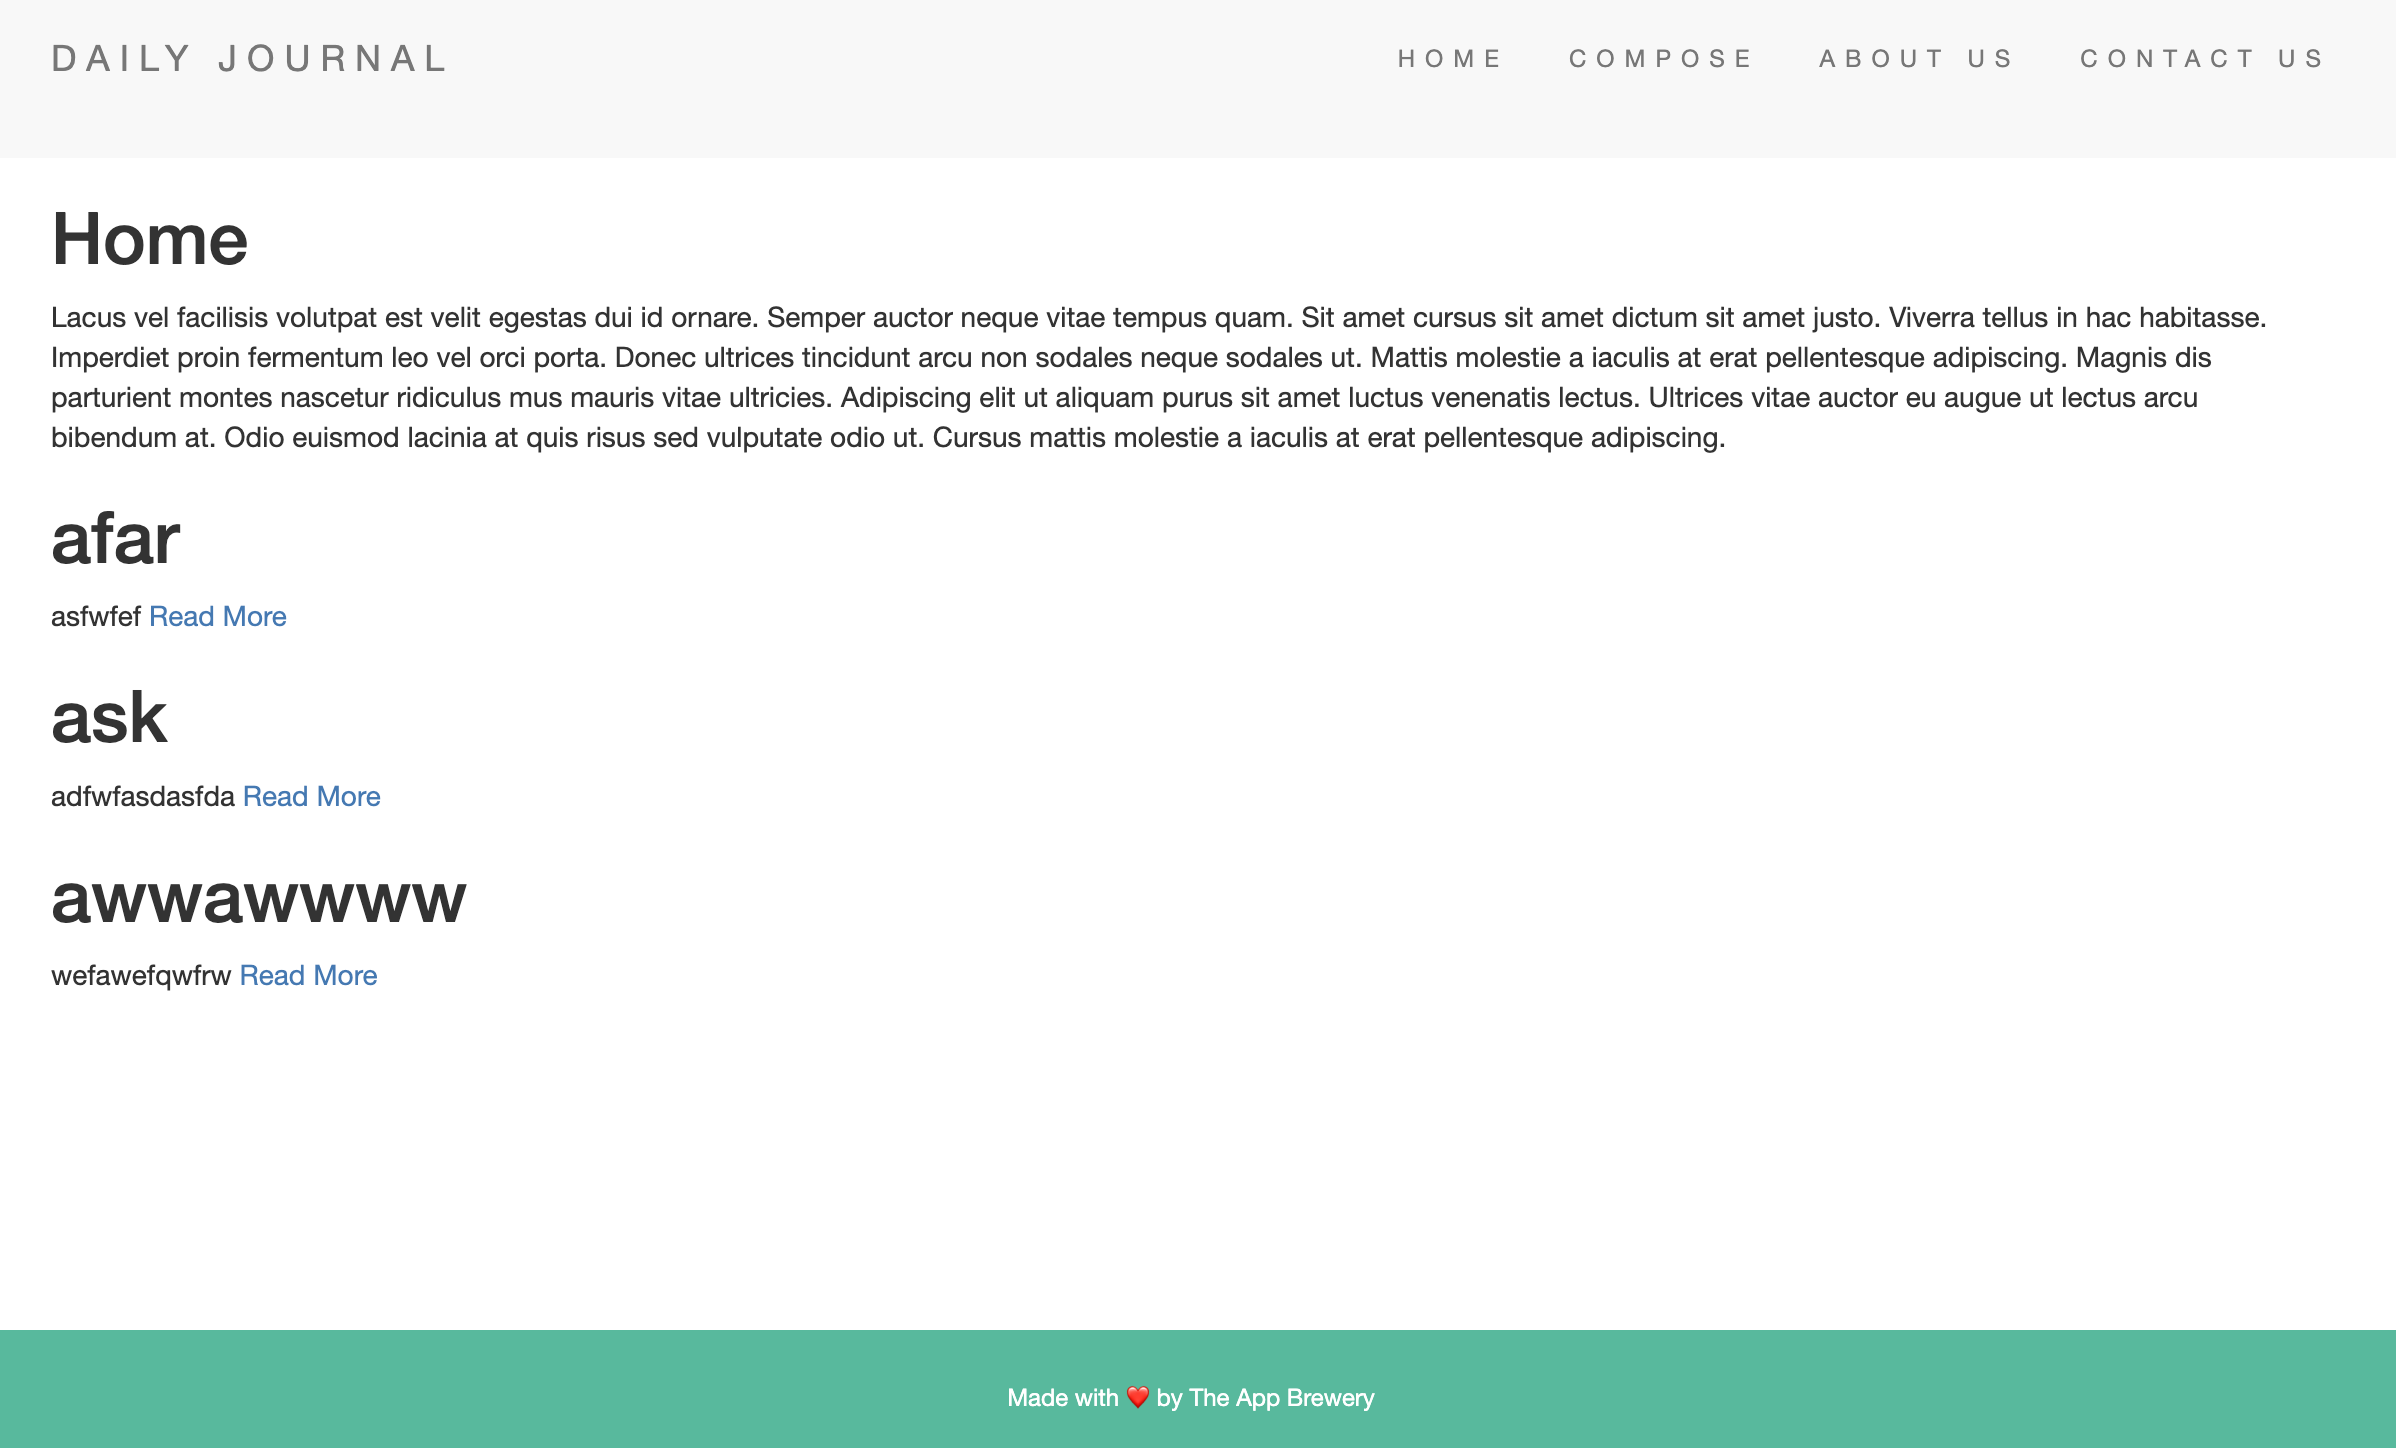 DAILY JOURNAL HOME COMPOSE ABOUT US CONTACT US
Home
Lacus vel facilisis volutpat est velit egestas dui id ornare. Semper auctor neque vitae tempus quam. Sit amet cursus sit amet dictum sit amet justo. Viverra tellus in hac habitasse.
Imperdiet proin fermentum leo vel orci porta. Donec ultrices tincidunt arcu non sodales neque sodales ut. Mattis molestie a iaculis at erat pellentesque adipiscing. Magnis dis
parturient montes nascetur ridiculus mus mauris vitae ultricies. Adipiscing elit ut aliquam purus sit amet luctus venenatis lectus. Ultrices vitae auctor eu augue ut lectus arcu
bibendum at. Odio euismod lacinia at quis risus sed vulputate odio ut. Cursus mattis molestie a iaculis at erat pellentesque adipiscing.
afar
asfwfef Read More
ask
adfwfasdasfda Read More
awwawwww
wefawefqwfrw Read More
Made with ❤️ by The App Brewery